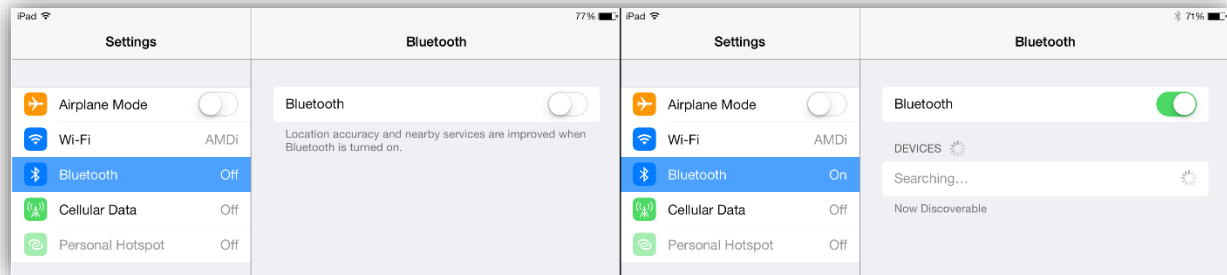 iPad 77%
Settings Bluetooth
Airplane Mode Bluetooth
Location accuracy and nearby services are improved when
Wi-Fi AMDi Bluetooth is turned on.
Bluetooth Off
Cellular Data Off
Personal Hotspot Off
iPad 71%
Settings Bluetooth
Airplane Mode Bluetooth
Wi-Fi AMDi DEVICES
Bluetooth On Searching...
Cellular Data Off Now Discoverable
Personal Hotspot Off